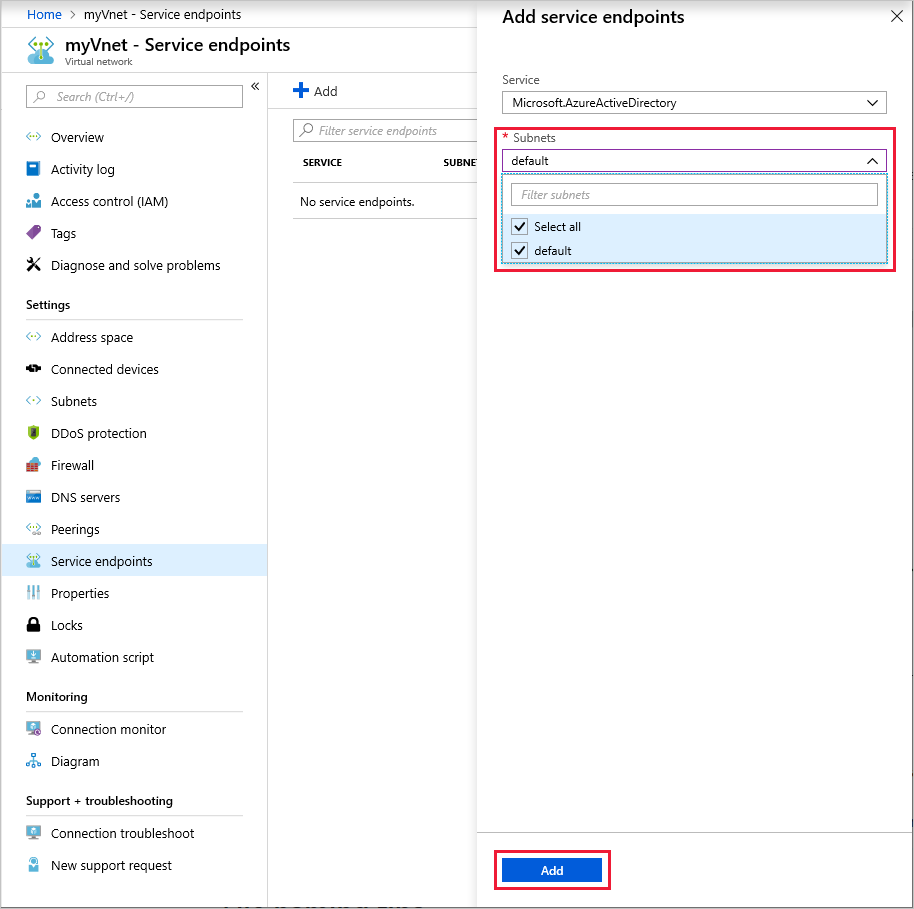 Home > myVnet - Service endpoints
myVnet - Service endpoints
Virtual network
Search (Ctrl+/)
«
Overview
Activity log
Access control (IAM)
Tags
Diagnose and solve problems
Settings
Address space
Connected devices
Subnets
DDoS protection
Firewall
DNS servers
Peerings
Service endpoints
Properties
Locks
Automation script
Monitoring
Connection monitor
Diagram
Support + troubleshooting
Connection troubleshoot
New support request
Add
Filter service endpoints
SERVICE SUBNE
No service endpoints.
Add service endpoints
Service
Microsoft.AzureActiveDirectory
* Subnets
default
Filter subnets
Select all
default
Add